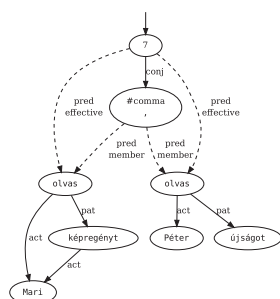 7
conj
#comma
,
pred
effective
pred
effective
pred
member
pred
member
olvas
olvas
act
pat
act
pat
képregényt
Péter
újságot
act
Mari